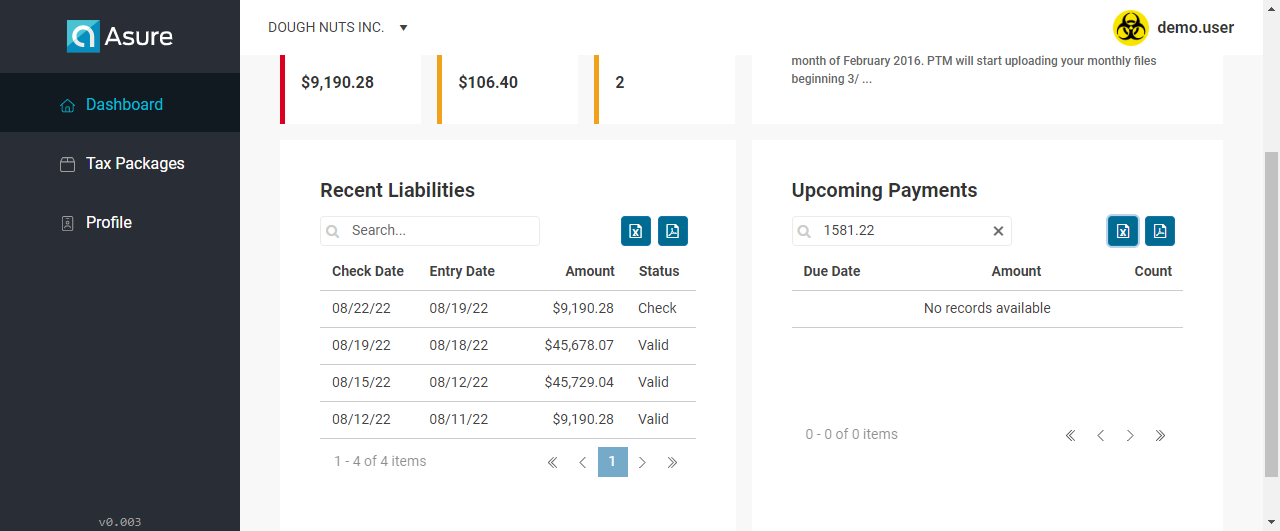 Asure
DOUGH NUTS INC.
demo.user
Dashboard
Tax Packages
Profile
v0.003
$9,190.28
$106.40
2
month of February 2016. PTM will start uploading your monthly files
beginning 3/ ...
Recent Liabilities
Search...
Check Date Entry Date Amount Status
08/22/22 08/19/22 $9,190.28 Check
08/19/22 08/18/22 $45,678.07 Valid
08/15/22 08/12/22 $45,729.04 Valid
08/12/22 08/11/22 $9,190.28 Valid
1 - 4 of 4 items
1
Upcoming Payments
1581.22
Due Date Amount Count
No records available
0 - 0 of 0 items